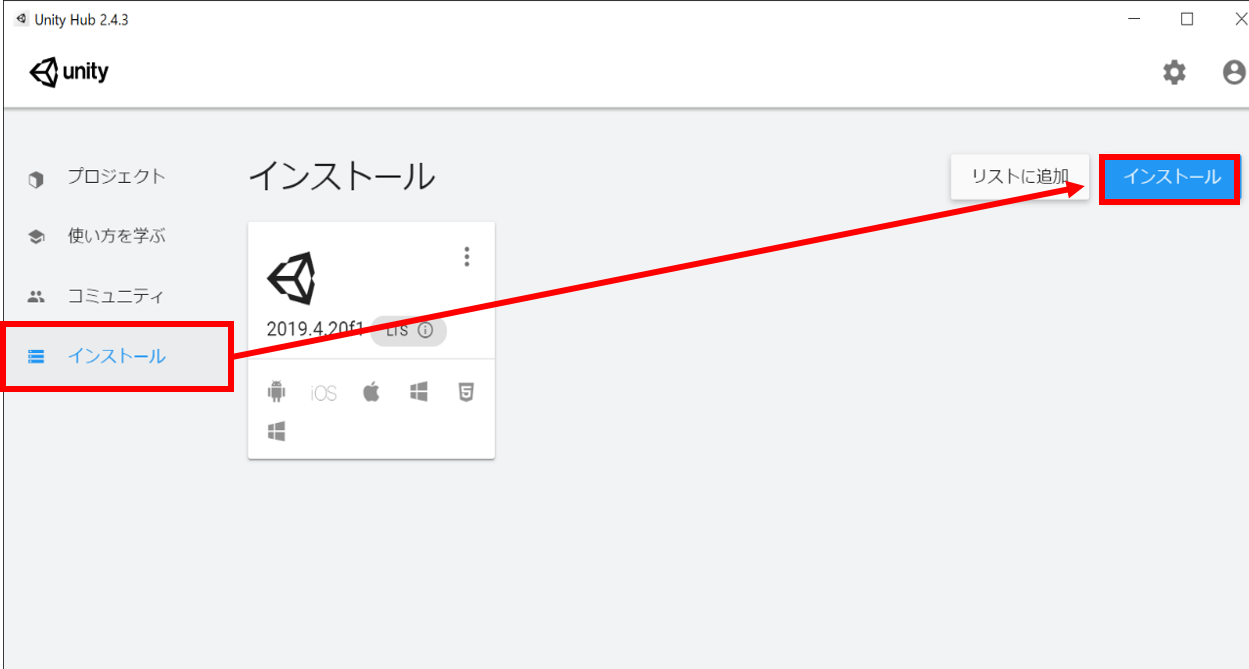 Unity Hub 2.4.3
unity
プロジェクト
使い方を学ぶ
コミュニティ
インストール
インストール
リストに追加
インストール
2019.4.20f1 LTS
iOS